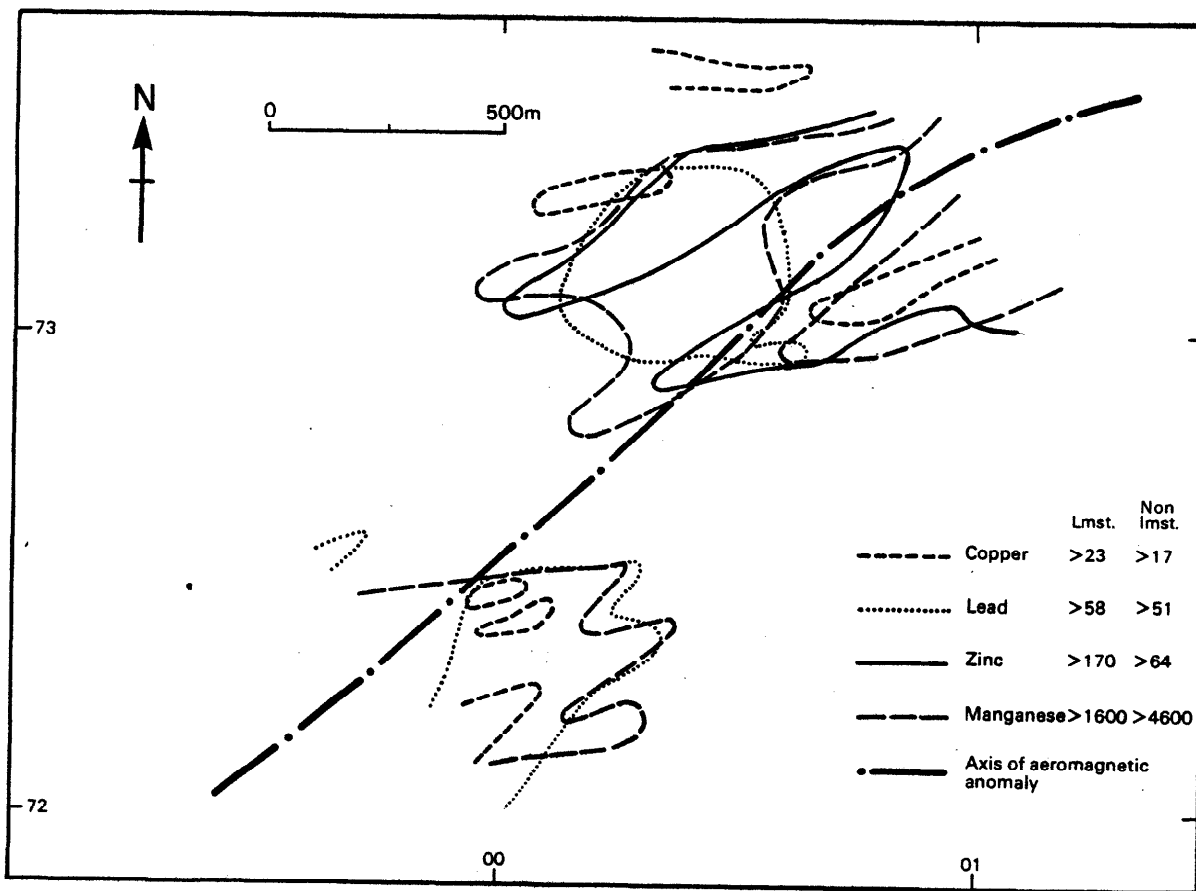 N
0 500m
73
Lmst. Non lmst.
Copper >23 >17
Lead >58 >51
Zinc >170 >64
Manganese >1600 >4600
Axis of aeromagnetic
anomaly
72
00 01